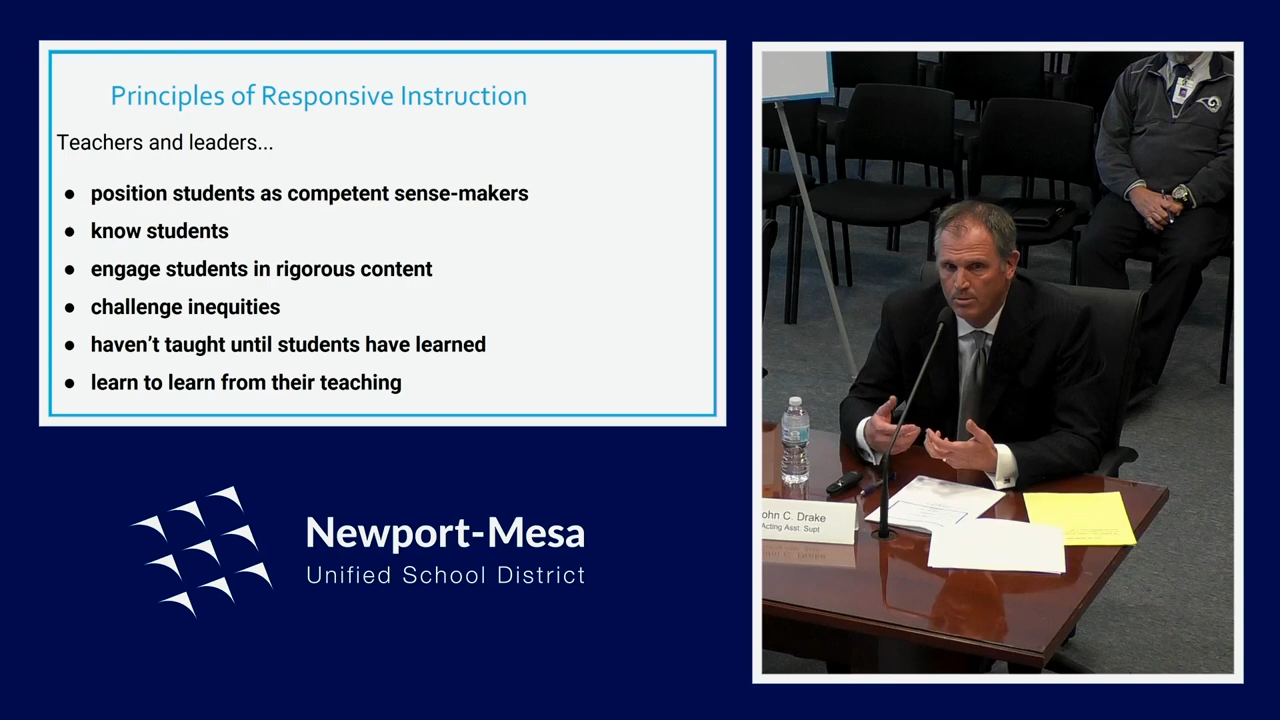 Principles of Responsive Instruction
Teachers and leaders...
● position students as competent sense-makers
● know students
● engage students in rigorous content
● challenge inequities
● haven't taught until students have learned
● learn to learn from their teaching
Newport-Mesa
Unified School District
ohn C. Drake
Acting Asst. Supt